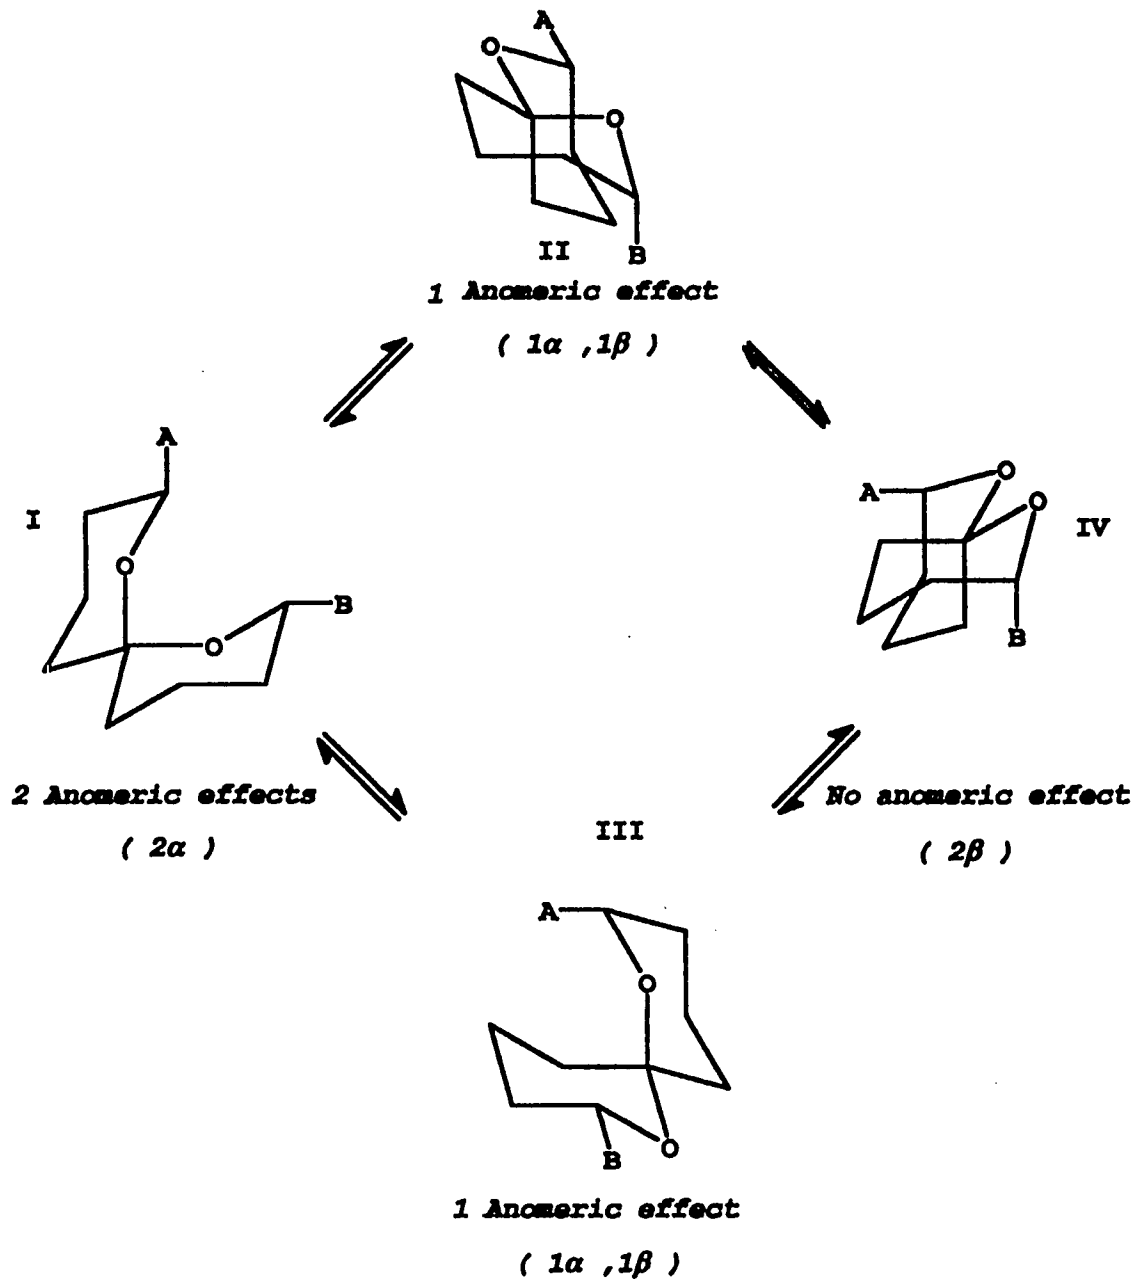 A
O
O
II
B
1 Anomeric effect
( 1α ,1β )
A
I
O
O
B
2 Anomeric effects
( 2α )
O
A
O
IV
B
No anomeric effect
( 2β )
III
A
O
B
O
1 Anomeric effect
( 1α ,1β )